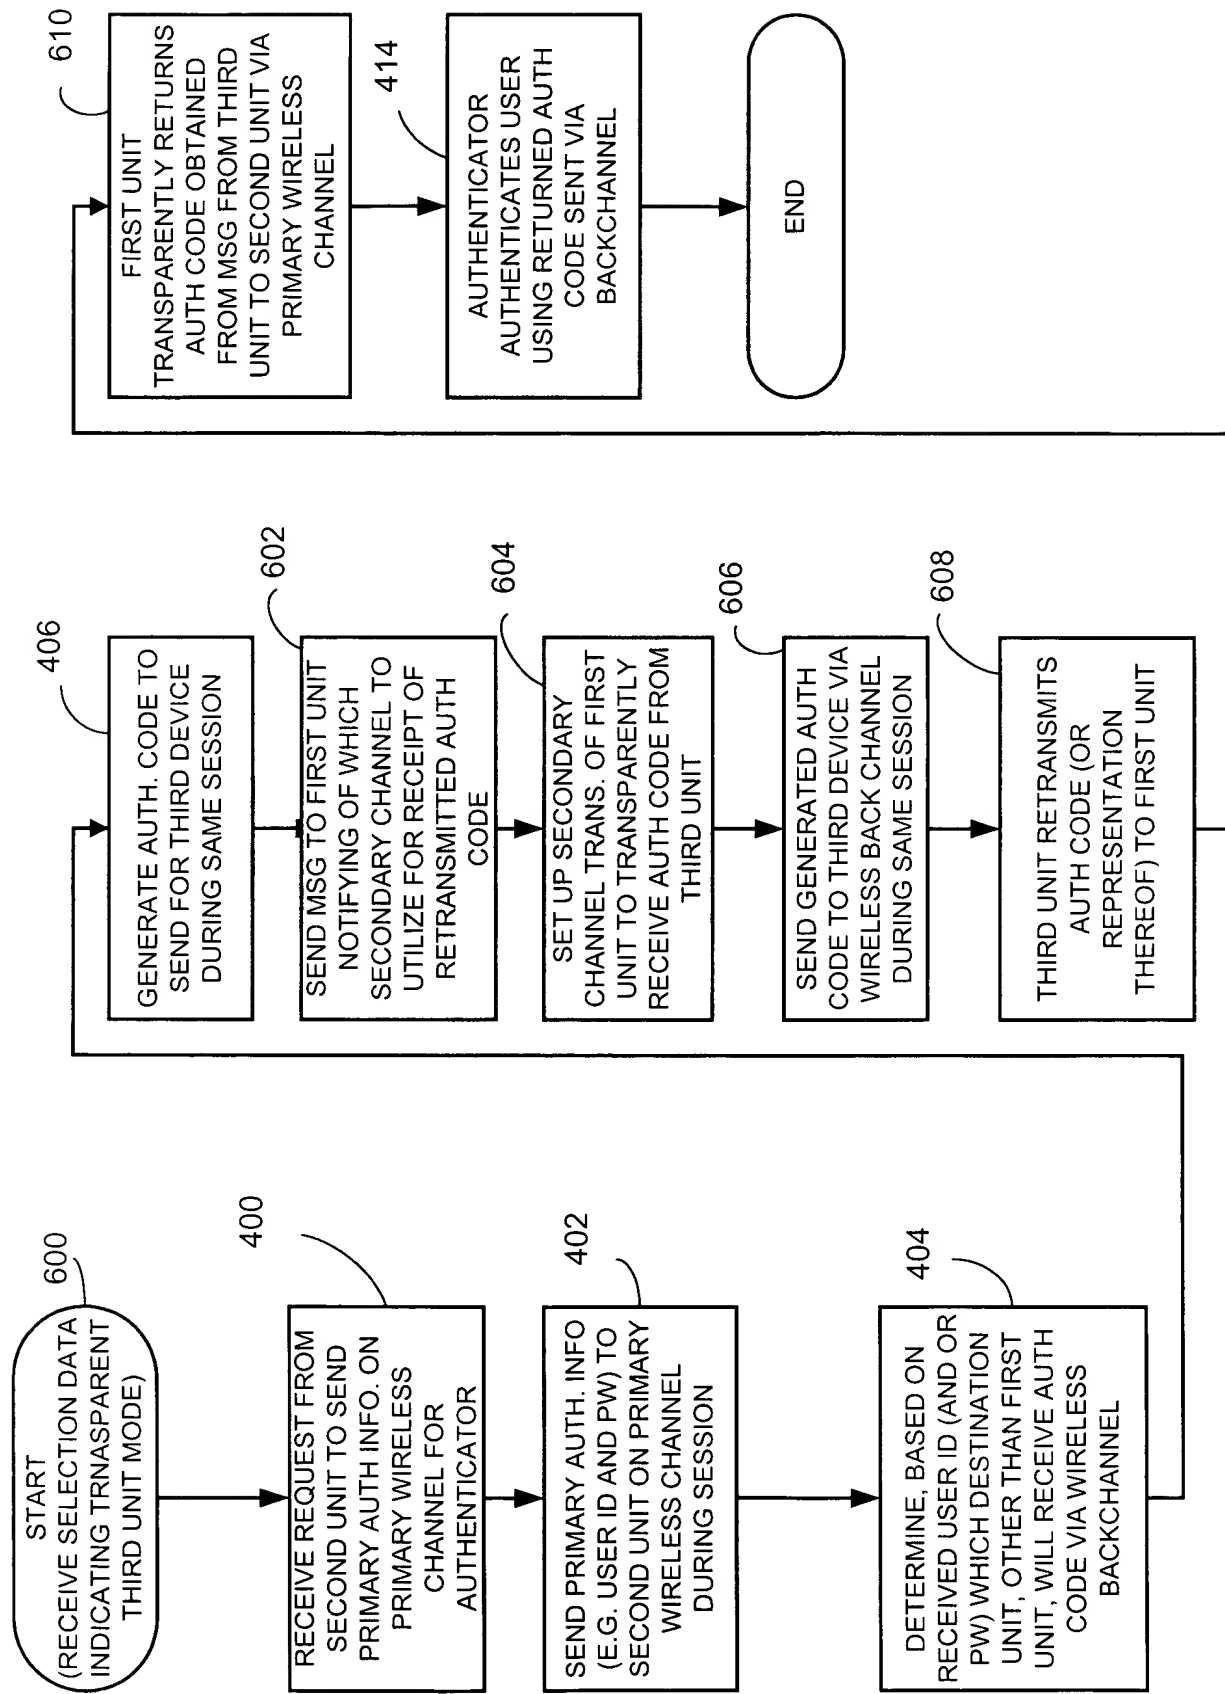 600
START
(RECEIVE SELECTION DATA
INDICATING TRNASPARENT
THIRD UNIT MODE)
400
RECEIVE REQUEST FROM
SECOND UNIT TO SEND
PRIMARY AUTH INFO. ON
PRIMARY WIRELESS
CHANNEL FOR
AUTHENTICATOR
402
SEND PRIMARY AUTH. INFO
(E.G. USER ID AND PW) TO
SECOND UNIT ON PRIMARY
WIRELESS CHANNEL
DURING SESSION
404
DETERMINE, BASED ON
RECEIVED USER ID (AND OR
PW) WHICH DESTINATION
UNIT, OTHER THAN FIRST
UNIT, WILL RECEIVE AUTH
CODE VIA WIRELESS
BACKCHANNEL
406
GENERATE AUTH. CODE TO
SEND FOR THIRD DEVICE
DURING SAME SESSION
602
SEND MSG TO FIRST UNIT
NOTIFYING OF WHICH
SECONDARY CHANNEL TO
UTILIZE FOR RECEIPT OF
RETRANSMITTED AUTH
CODE
604
SET UP SECONDARY
CHANNEL TRANS. OF FIRST
UNIT TO TRANSPARENTLY
RECEIVE AUTH CODE FROM
THIRD UNIT
606
SEND GENERATED AUTH
CODE TO THIRD DEVICE VIA
WIRELESS BACK CHANNEL
DURING SAME SESSION
608
THIRD UNIT RETRANSMITS
AUTH CODE (OR
REPRESENTATION
THEREOF) TO FIRST UNIT
610
FIRST UNIT
TRANSPARENTLY RETURNS
AUTH CODE OBTAINED
FROM MSG FROM THIRD
UNIT TO SECOND UNIT VIA
PRIMARY WIRELESS
CHANNEL
414
AUTHENTICATOR
AUTHENTICATES USER
USING RETURNED AUTH
CODE SENT VIA
BACKCHANNEL
END